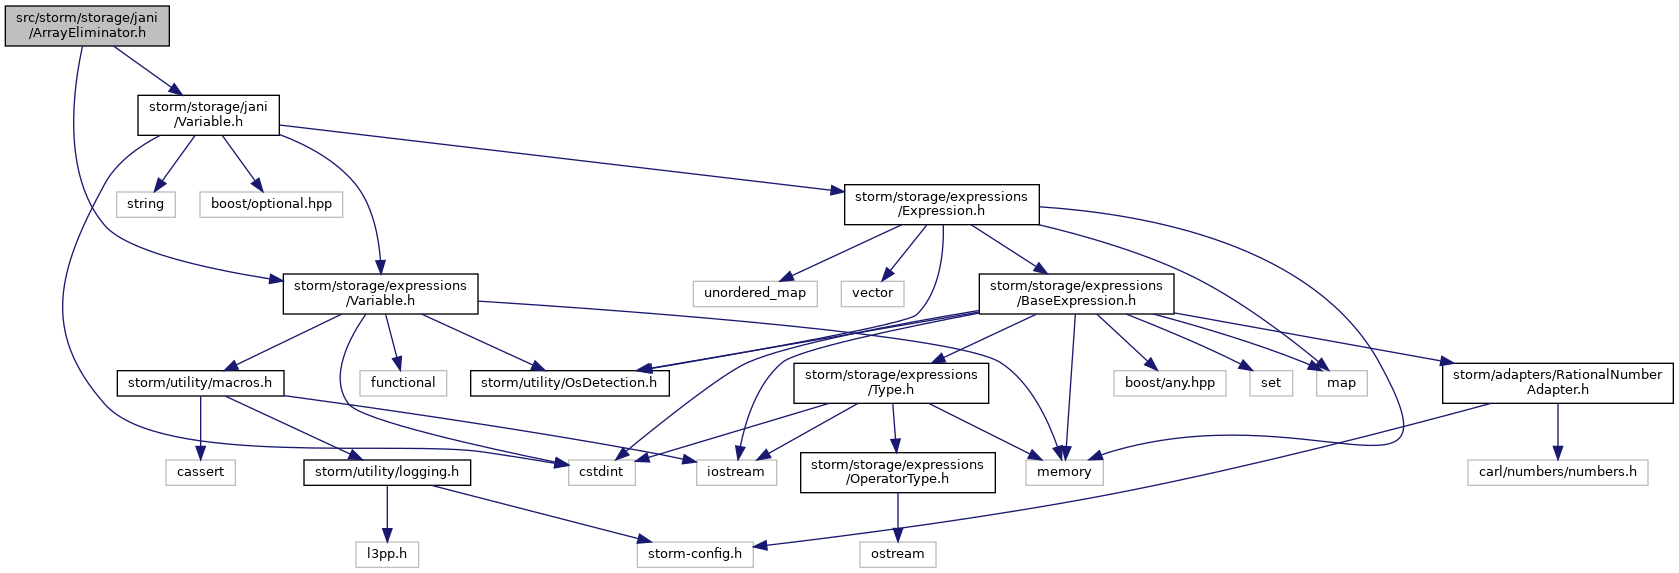 src/storm/storage/jani
/ArrayEliminator.h
storm/storage/jani
/Variable.h
string
boost/optional.hpp
storm/storage/expressions
/Expression.h
storm/storage/expressions
/Variable.h
unordered_map
vector
storm/storage/expressions
/BaseExpression.h
storm/utility/macros.h
functional
storm/utility/OsDetection.h
storm/storage/expressions
/Type.h
boost/any.hpp
set
map
storm/adapters/RationalNumber
Adapter.h
cassert
storm/utility/logging.h
cstdint
iostream
storm/storage/expressions
/OperatorType.h
memory
carl/numbers/numbers.h
l3pp.h
storm-config.h
ostream